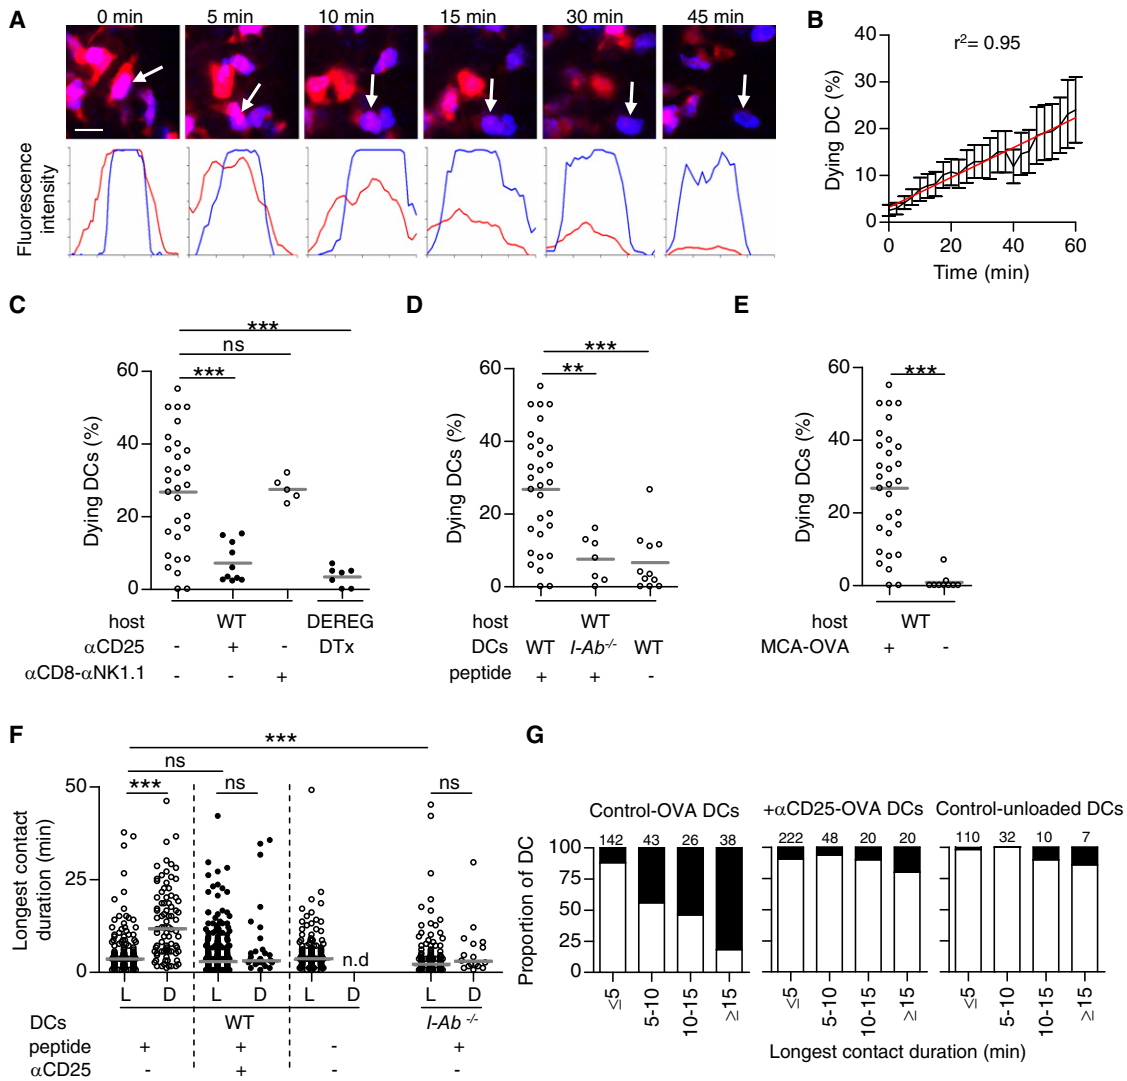 A
0 min 5 min 10 min 15 min 30 min 45 min
Fluorescence
intensity
B
r²= 0.95
Dying DC (%)
40
30
20
10
0
0 20 40 60
Time (min)
C
***
ns
***
Dying DCs (%)
60
40
20
0
host WT DEREG
αCD25 - + - DTx
αCD8-αNK1.1 - - +
D
***
**
Dying DCs (%)
60
40
20
0
host WT
DCs WT I-Ab-/- WT
peptide + + -
E
***
Dying DCs (%)
60
40
20
0
host WT
MCA-OVA + -
F
***
ns
*** ns ns
Longest contact
duration (min)
50
25
0
n.d
L D L D L D L D
DCs WT I-Ab -/-
peptide + + - +
αCD25 - + - -
G
Control-OVA DCs +αCD25-OVA DCs Control-unloaded DCs
142 43 26 38 222 48 20 20 110 32 10 7
Proportion of DC
100
75
50
25
0
≤5 5-10 10-15 ≥15 ≤5 5-10 10-15 ≥15 ≤5 5-10 10-15 ≥15
Longest contact duration (min)